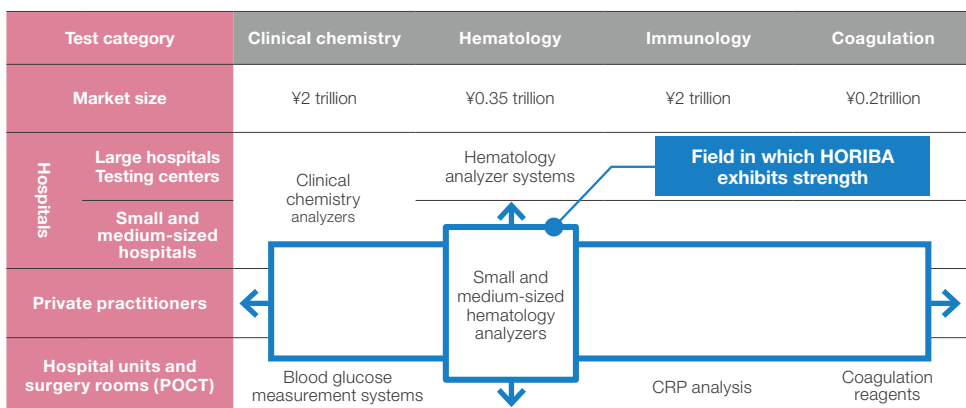 Test category
Clinical chemistry
Hematology
Immunology
Coagulation
Market size
¥2 trillion
¥0.35 trillion
¥2 trillion
¥0.2trillion
Hospitals
Large hospitals
Testing centers
Small and
medium-sized
hospitals
Clinical
chemistry
analyzers
Hematology
analyzer systems
Field in which HORIBA
exhibits strength
Private practitioners
Small and
medium-sized
hematology
analyzers
Hospital units and
surgery rooms (POCT)
Blood glucose
measurement systems
CRP analysis
Coagulation
reagents